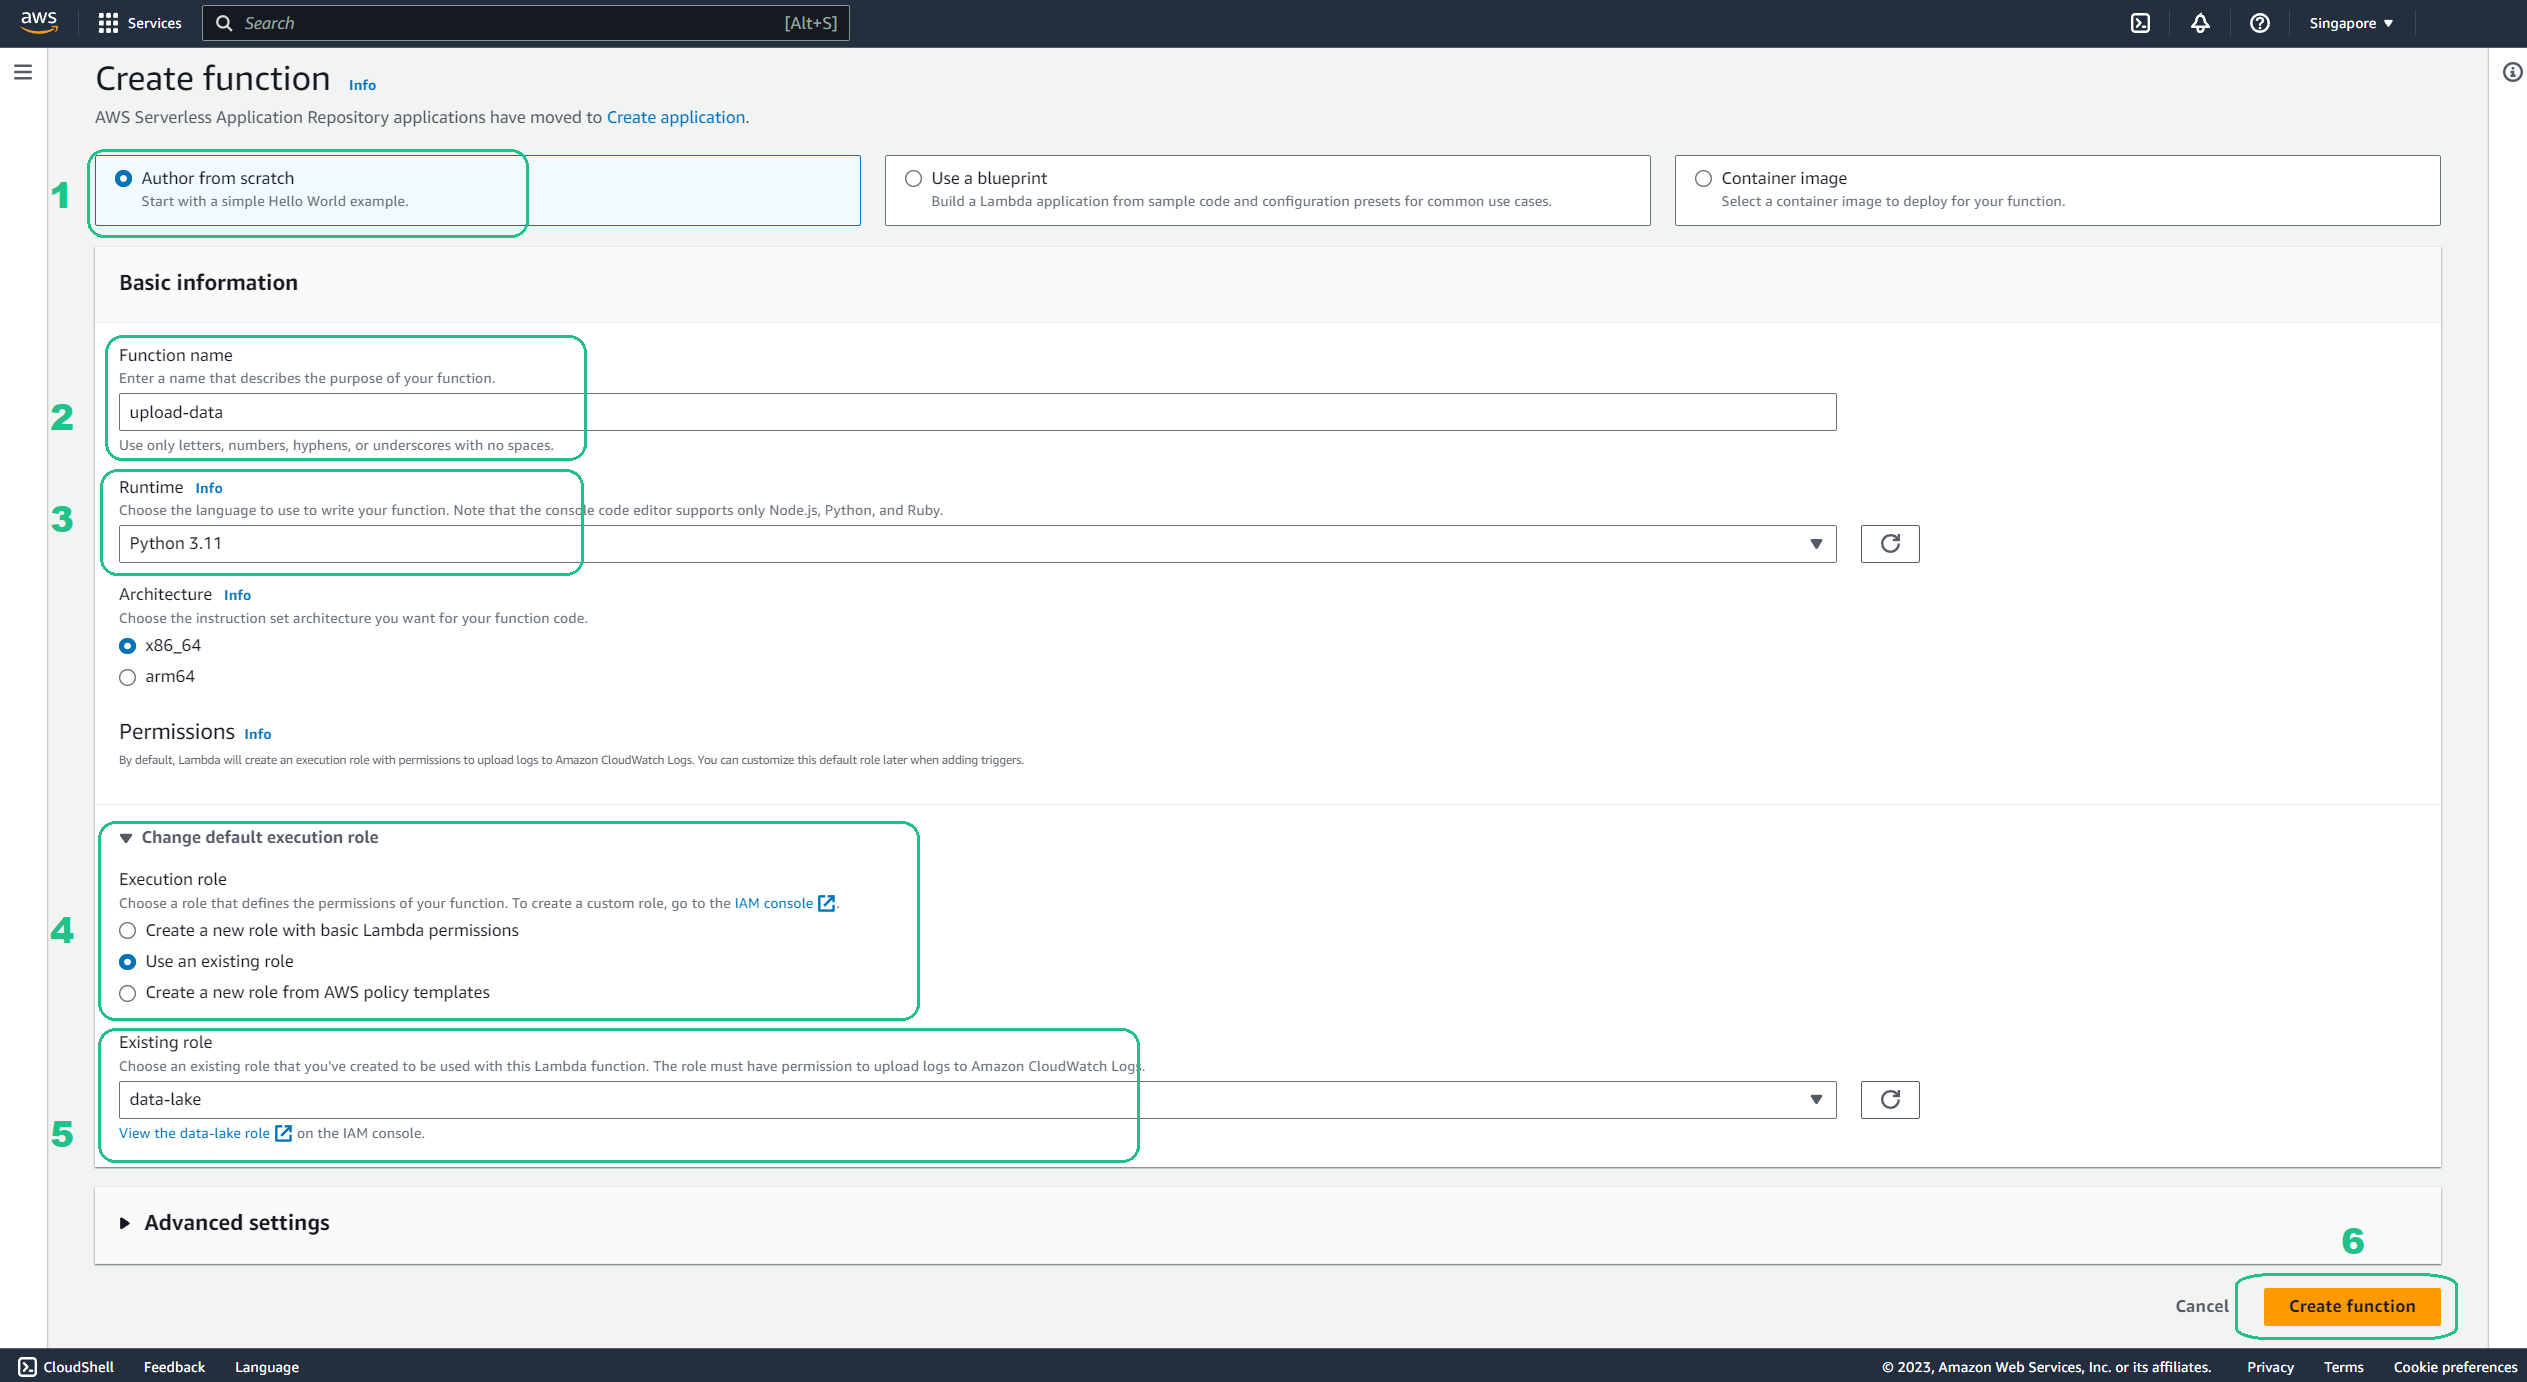 aws Services Search [Alt+S] Singapore
Create function Info
AWS Serverless Application Repository applications have moved to Create application.
1
Author from scratch
Start with a simple Hello World example.
Use a blueprint
Build a Lambda application from sample code and configuration presets for common use cases.
Container image
Select a container image to deploy for your function.
Basic information
Function name
Enter a name that describes the purpose of your function.
2
upload-data
Use only letters, numbers, hyphens, or underscores with no spaces.
Runtime Info
3
Choose the language to use to write your function. Note that the console code editor supports only Node.js, Python, and Ruby.
Python 3.11
Architecture Info
Choose the instruction set architecture you want for your function code.
x86_64
arm64
Permissions Info
By default, Lambda will create an execution role with permissions to upload logs to Amazon CloudWatch Logs. You can customize this default role later when adding triggers.
Change default execution role
Execution role
Choose a role that defines the permissions of your function. To create a custom role, go to the IAM console.
4
Create a new role with basic Lambda permissions
Use an existing role
Create a new role from AWS policy templates
Existing role
Choose an existing role that you've created to be used with this Lambda function. The role must have permission to upload logs to Amazon CloudWatch Logs.
data-lake
5
View the data-lake role on the IAM console.
Advanced settings
6
Cancel Create function
CloudShell Feedback Language © 2023, Amazon Web Services, Inc. or its affiliates. Privacy Terms Cookie preferences